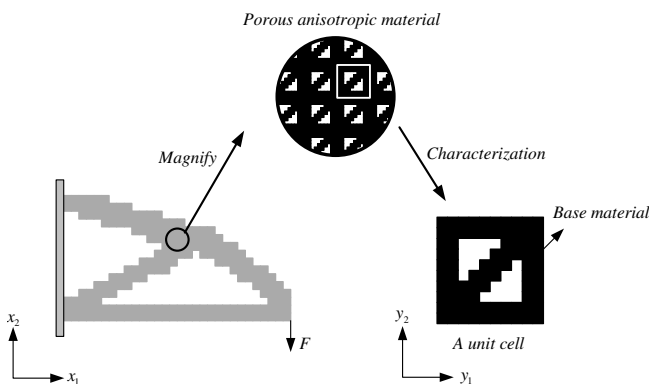 Porous anisotropic material
Magnify
Characterization
Base material
x2
F
x1
y2
A unit cell
y1